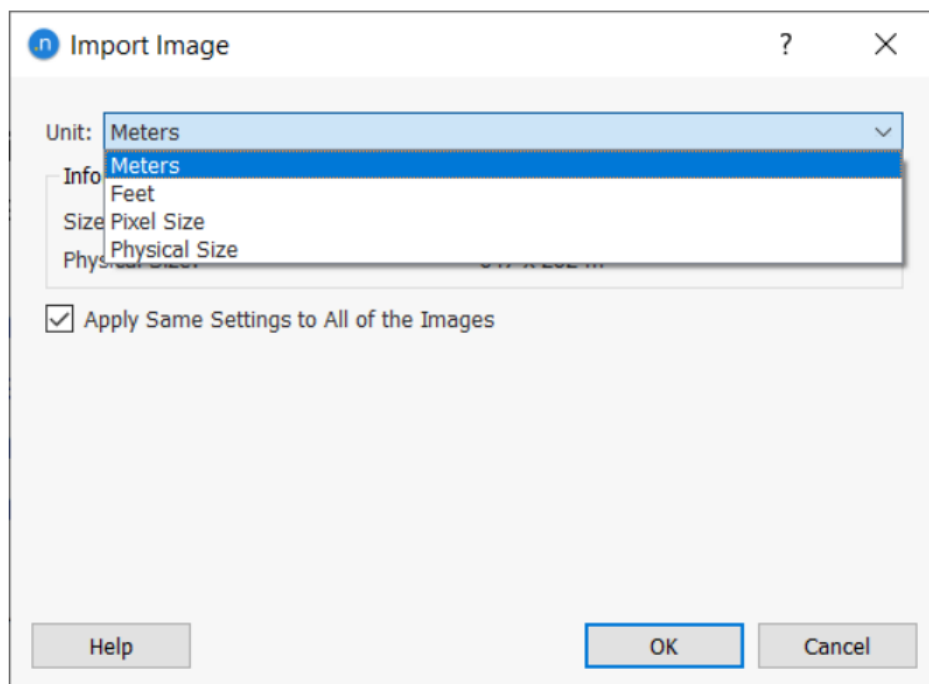 .n Import Image ? X
Unit: Meters
Meters
Info
Feet
Size Pixel Size
Physical Size
Apply Same Settings to All of the Images
Help OK Cancel